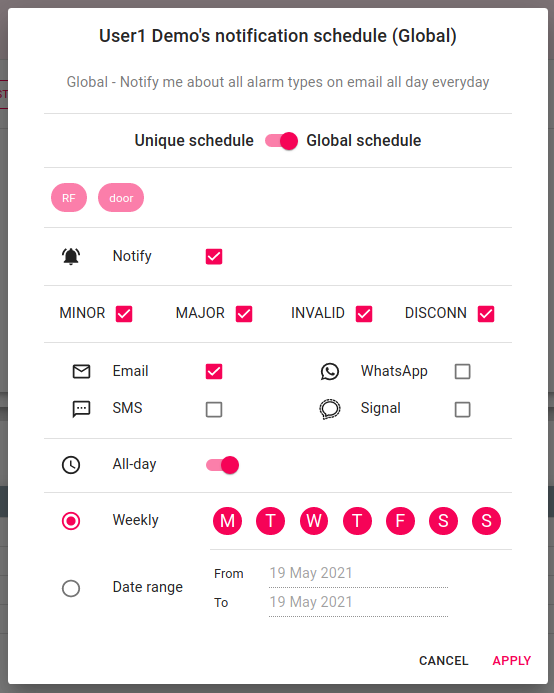 User1 Demo's notification schedule (Global)
Global - Notify me about all alarm types on email all day everyday
ST
Unique schedule Global schedule
RF door
Notify
MINOR MAJOR INVALID DISCONN
Email WhatsApp
SMS Signal
All-day
Weekly M T W T F S S
From 19 May 2021
Date range
To 19 May 2021
CANCEL APPLY